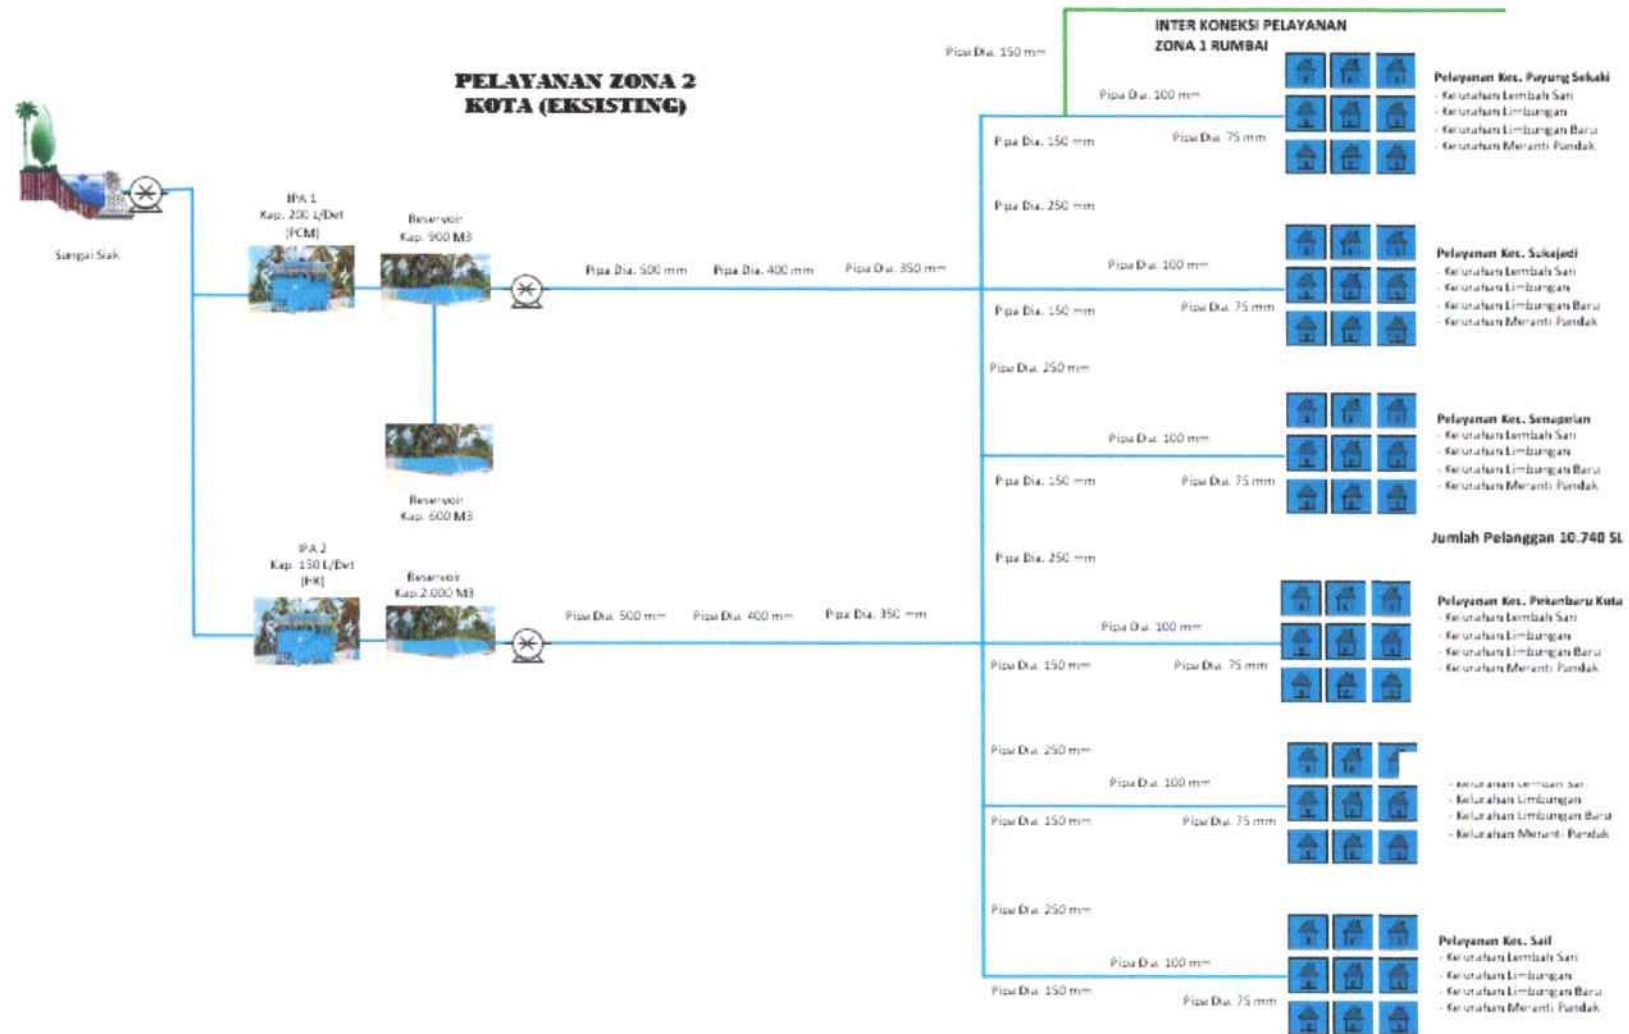 INTER KONEKSI PELAYANAN
ZONA 1 RUMBAI
Pipa Dia. 150 mm
PELAYANAN ZONA 2
KOTA (EKSISTING)
Pipa Dia. 100 mm
Pipa Dia. 150 mm
Pipa Dia. 75 mm
Pelayanan Kec. Payung Sekaki
- Kelurahan Lembah Sari
- Kelurahan Limbungan
- Kelurahan Limbungan Baru
- Kelurahan Meranti Pandak
Sungai Siak
IPA 1
Kap. 200 L/Det
(PCM)
Reservoir
Kap. 900 M3
Pipa Dia. 250 mm
Pipa Dia. 500 mm
Pipa Dia. 400 mm
Pipa Dia. 350 mm
Pipa Dia. 100 mm
Pipa Dia. 150 mm
Pipa Dia. 75 mm
Pelayanan Kec. Sukajadi
- Kelurahan Lembah Sari
- Kelurahan Limbungan
- Kelurahan Limbungan Baru
- Kelurahan Meranti Pandak
Pipa Dia. 250 mm
Pipa Dia. 100 mm
Pipa Dia. 150 mm
Pipa Dia. 75 mm
Pelayanan Kec. Senapelan
- Kelurahan Lembah Sari
- Kelurahan Limbungan
- Kelurahan Limbungan Baru
- Kelurahan Meranti Pandak
Reservoir
Kap. 600 M3
Jumlah Pelanggan 10.740 SL
IPA 2
Kap. 150 L/Det
Reservoir
Kap.2.000 M3
Pipa Dia. 250 mm
Pipa Dia. 500 mm
Pipa Dia. 400 mm
Pipa Dia. 350 mm
Pipa Dia. 100 mm
Pipa Dia. 150 mm
Pipa Dia. 75 mm
Pelayanan Kec. Pekanbaru Kota
- Kelurahan Lembah Sari
- Kelurahan Limbungan
- Kelurahan Limbungan Baru
- Kelurahan Meranti Pandak
Pipa Dia. 250 mm
Pipa Dia. 100 mm
Pipa Dia. 150 mm
Pipa Dia. 75 mm
- Kelurahan Lembah Sari
- Kelurahan Limbungan
- Kelurahan Limbungan Baru
- Kelurahan Meranti Pandak
Pipa Dia. 250 mm
Pipa Dia. 100 mm
Pipa Dia. 150 mm
Pipa Dia. 75 mm
Pelayanan Kec. Sail
- Kelurahan Lembah Sari
- Kelurahan Limbungan
- Kelurahan Limbungan Baru
- Kelurahan Meranti Pandak